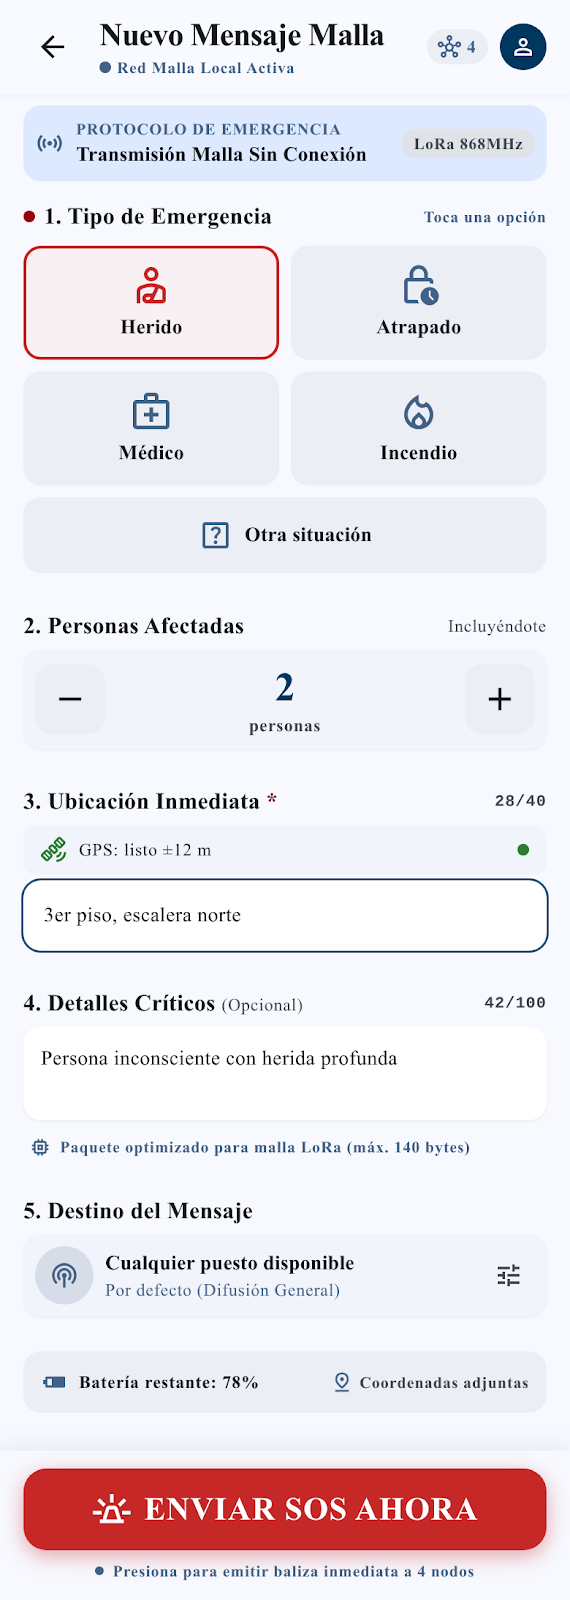 Nuevo Mensaje Malla
Red Malla Local Activa
4
PROTOCOLO DE EMERGENCIA
Transmisión Malla Sin Conexión
LoRa 868MHz
1. Tipo de Emergencia
Toca una opción
Herido
Atrapado
Médico
Incendio
? Otra situación
2. Personas Afectadas
Incluyéndote
− 2 +
personas
3. Ubicación Inmediata *
28/40
GPS: listo ±12 m
3er piso, escalera norte
4. Detalles Críticos (Opcional)
42/100
Persona inconsciente con herida profunda
Paquete optimizado para malla LoRa (máx. 140 bytes)
5. Destino del Mensaje
Cualquier puesto disponible
Por defecto (Difusión General)
Batería restante: 78%
Coordenadas adjuntas
ENVIAR SOS AHORA
Presiona para emitir baliza inmediata a 4 nodos